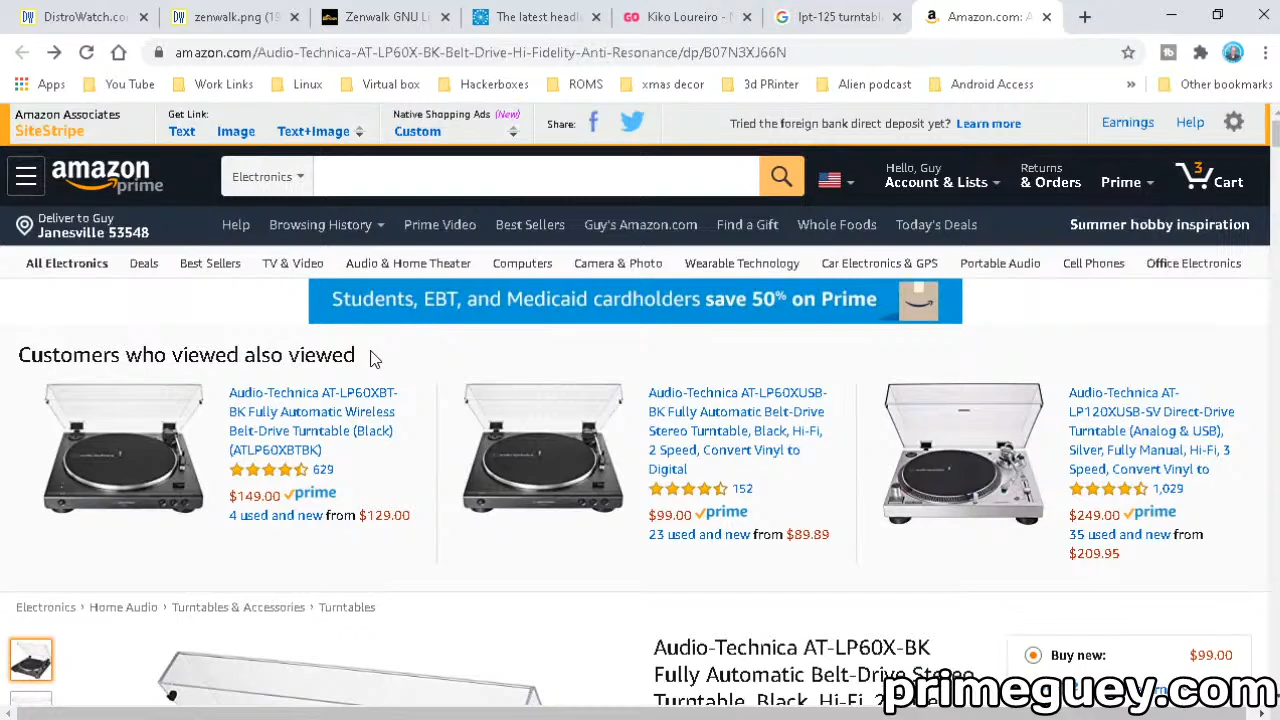 DistroWatch.co
zenwalk.png (19
Zenwalk GNU Li
The latest headl
Kiko Loureiro - N
lpt-125 turntabl
Amazon.com: A
amazon.com/Audio-Technica-AT-LP60X-BK-Belt-Drive-Hi-Fidelity-Anti-Resonance/dp/B07N3XJ66N
Apps
You Tube
Work Links
Linux
Virtual box
Hackerboxes
ROMS
xmas decor
3d PRinter
Alien podcast
Android Access
»
Other bookmarks
Amazon Associates
SiteStripe
Get Link:
Text Image Text+Image
Native Shopping Ads (New)
Custom
Share:
Tried the foreign bank direct deposit yet? Learn more
Earnings Help
amazon prime
Electronics
Hello, Guy
Account & Lists
Returns
& Orders
Prime
3
Cart
Deliver to Guy
Janesville 53548
Help Browsing History Prime Video Best Sellers Guy's Amazon.com Find a Gift Whole Foods Today's Deals
Summer hobby inspiration
All Electronics Deals Best Sellers TV & Video Audio & Home Theater Computers Camera & Photo Wearable Technology Car Electronics & GPS Portable Audio Cell Phones Office Electronics
Students, EBT, and Medicaid cardholders save 50% on Prime
Customers who viewed also viewed
Audio-Technica AT-LP60XBT-
BK Fully Automatic Wireless
Belt-Drive Turntable (Black)
(ATLP60XBTBK)
629
$149.00 prime
4 used and new from $129.00
Audio-Technica AT-LP60XUSB-
BK Fully Automatic Belt-Drive
Stereo Turntable, Black, Hi-Fi,
2 Speed, Convert Vinyl to
Digital
152
$99.00 prime
23 used and new from $89.89
Audio-Technica AT-
LP120XUSB-SV Direct-Drive
Turntable (Analog & USB),
Silver, Fully Manual, Hi-Fi, 3
Speed, Convert Vinyl to
1,029
$249.00 prime
35 used and new from
$209.95
Electronics › Home Audio › Turntables & Accessories › Turntables
Audio-Technica AT-LP60X-BK
Fully Automatic Belt-Drive Stereo
Turntable, Black, Hi-Fi, 2
Buy new: $99.00
primeguey.com